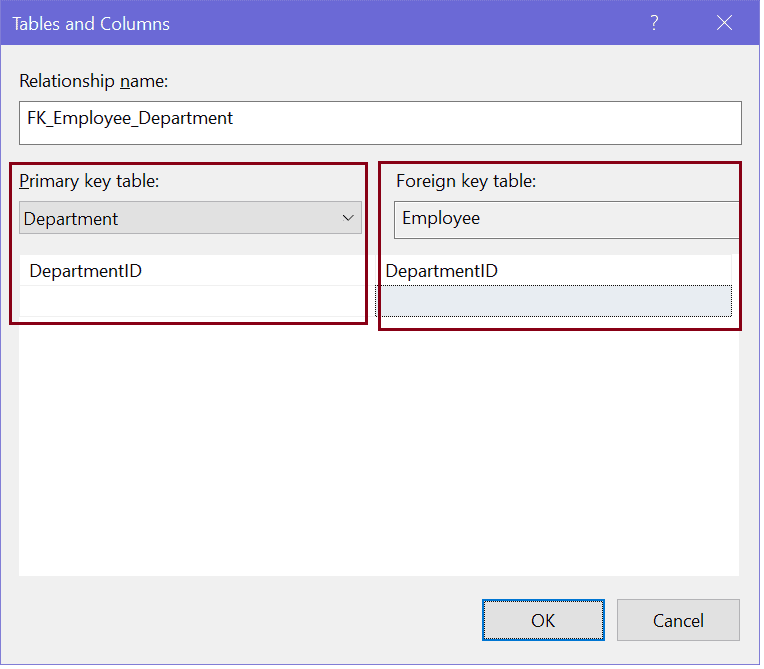 Tables and Columns ?
Relationship name:
FK_Employee_Department
Primary key table:
Department
Foreign key table:
Employee
DepartmentID
DepartmentID
OK
Cancel